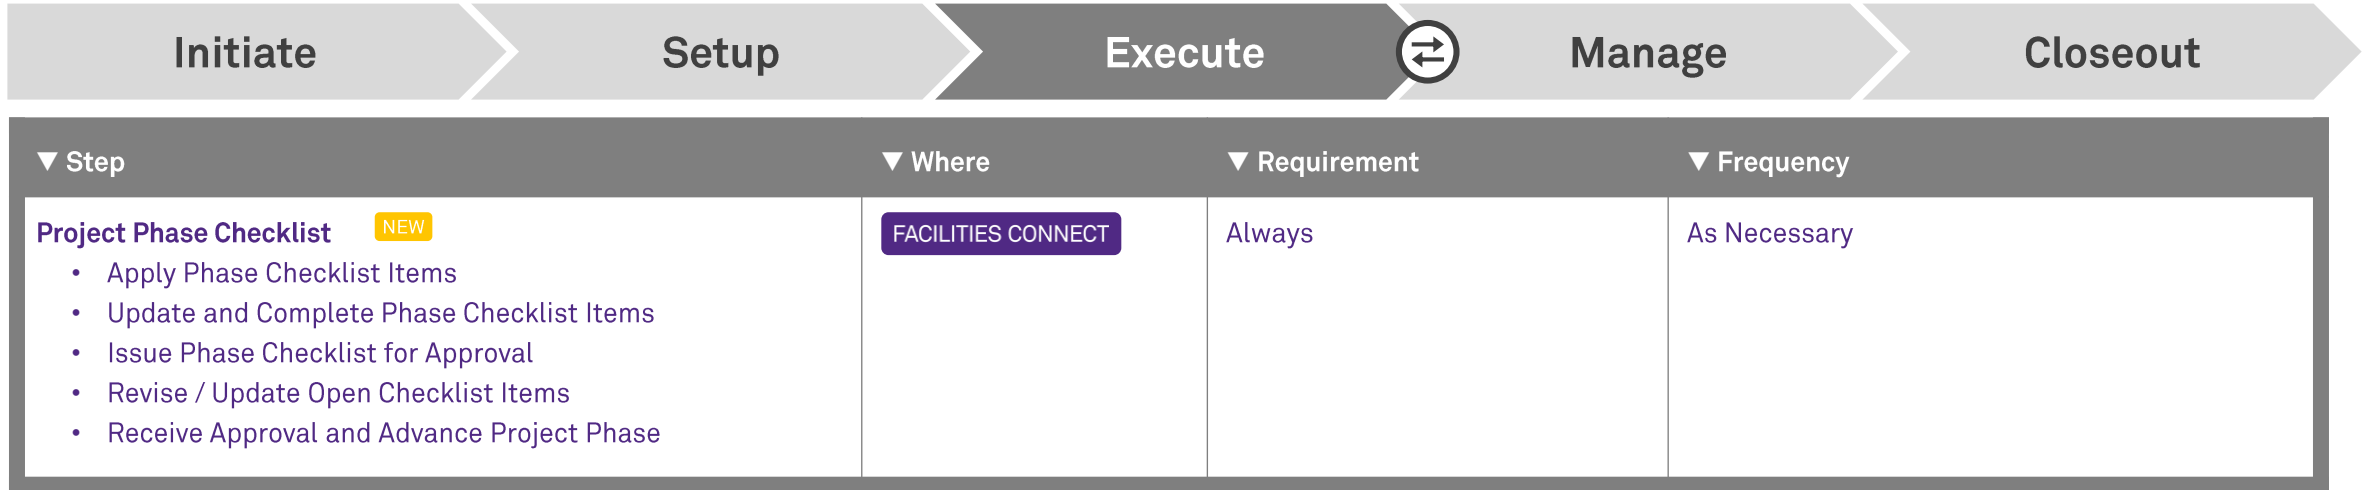 Initiate Setup Execute Manage Closeout
▼ Step ▼ Where ▼ Requirement ▼ Frequency
Project Phase Checklist NEW FACILITIES CONNECT Always As Necessary
• Apply Phase Checklist Items
• Update and Complete Phase Checklist Items
• Issue Phase Checklist for Approval
• Revise / Update Open Checklist Items
• Receive Approval and Advance Project Phase